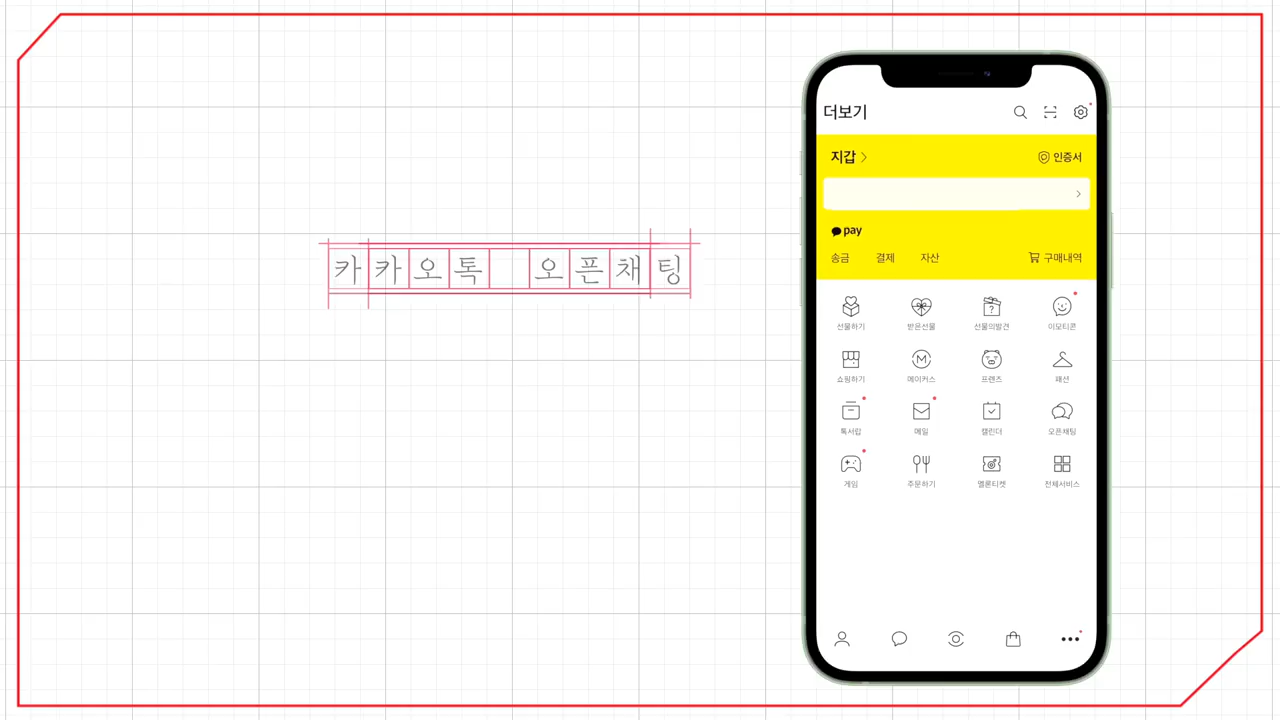 카카오톡 오픈채팅
더보기
지갑
인증서
pay
송금 결제 자산 구매내역
선물하기 받은선물 선물의발견 이모티콘
쇼핑하기 메이커스 프렌즈 패션
톡서랍 메일 캘린더 오픈채팅
게임 주문하기 멜론티켓 전체서비스